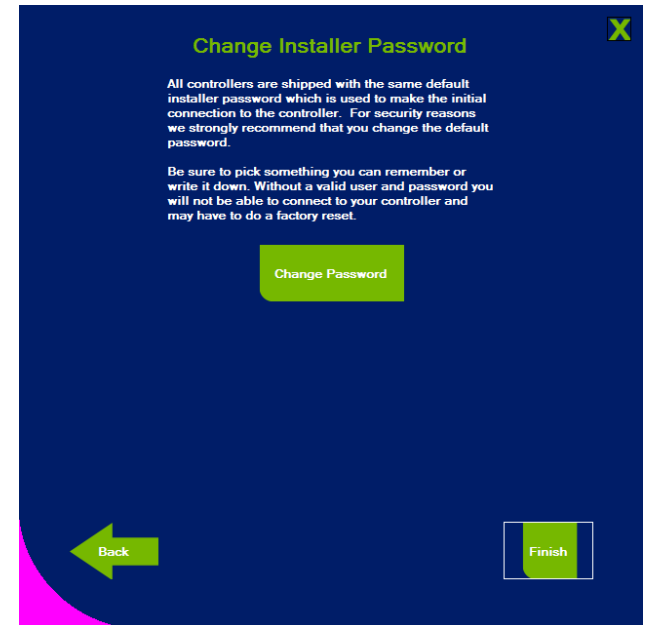 X
Change Installer Password
All controllers are shipped with the same default
installer password which is used to make the initial
connection to the controller.  For security reasons
we strongly recommend that you change the default
password.
Be sure to pick something you can remember or
write it down. Without a valid user and password you
will not be able to connect to your controller and
may have to do a factory reset.
Change Password
Back
Finish